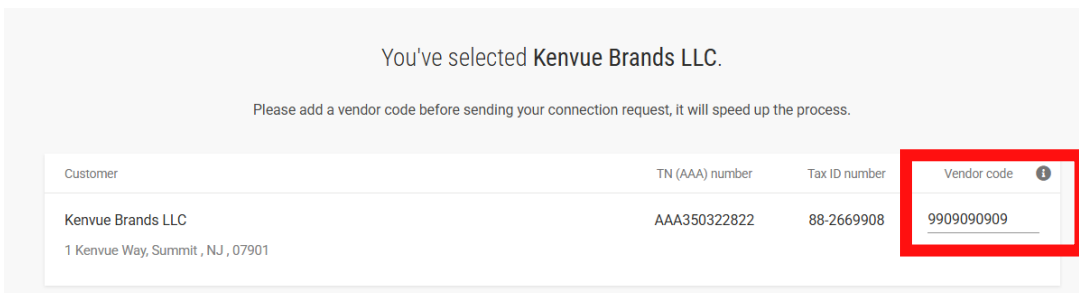 You've selected Kenvue Brands LLC.
Please add a vendor code before sending your connection request, it will speed up the process.
Customer TN (AAA) number Tax ID number Vendor code
Kenvue Brands LLC AAA350322822 88-2669908 9909090909
1 Kenvue Way, Summit , NJ , 07901